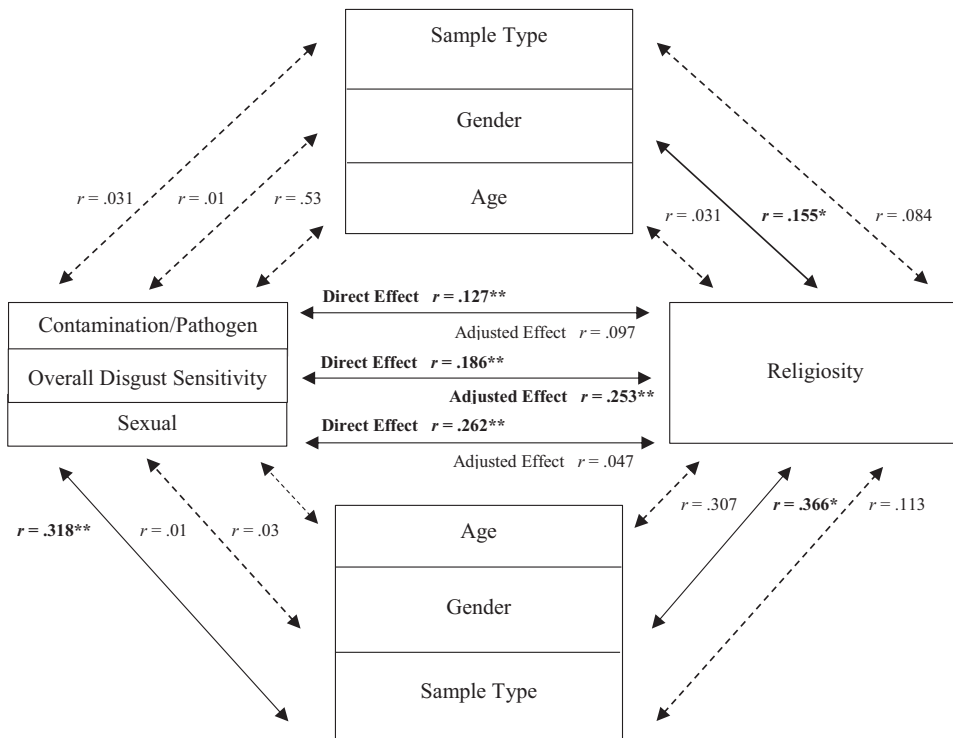 Sample Type
Gender
Age
r = .031
r = .01
r = .53
r = .031
r = .155*
r = .084
Contamination/Pathogen
Overall Disgust Sensitivity
Sexual
Direct Effect r = .127**
Adjusted Effect r = .097
Direct Effect r = .186**
Adjusted Effect r = .253**
Direct Effect r = .262**
Adjusted Effect r = .047
Religiosity
r = .318**
r = .01
r = .03
r = .307
r = .366*
r = .113
Age
Gender
Sample Type